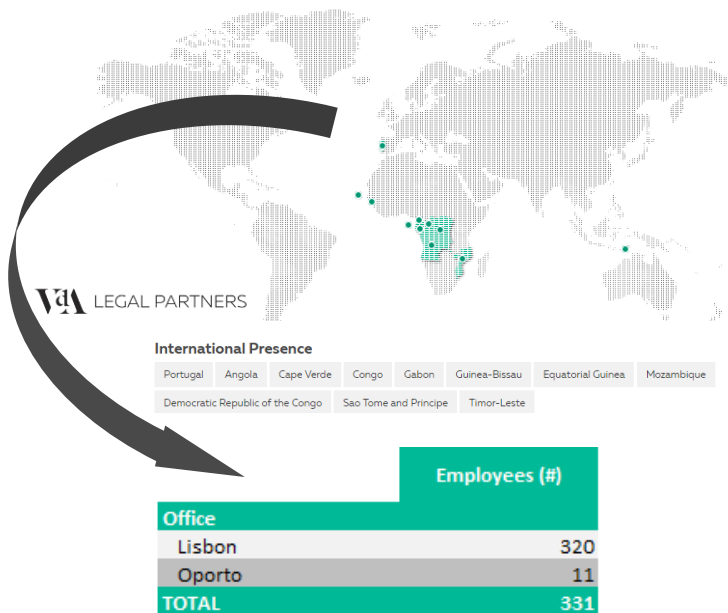 VdA LEGAL PARTNERS
International Presence
Portugal Angola Cape Verde Congo Gabon Guinea-Bissau Equatorial Guinea Mozambique
Democratic Republic of the Congo Sao Tome and Principe Timor-Leste
Employees (#)
Office
Lisbon 320
Oporto 11
TOTAL 331